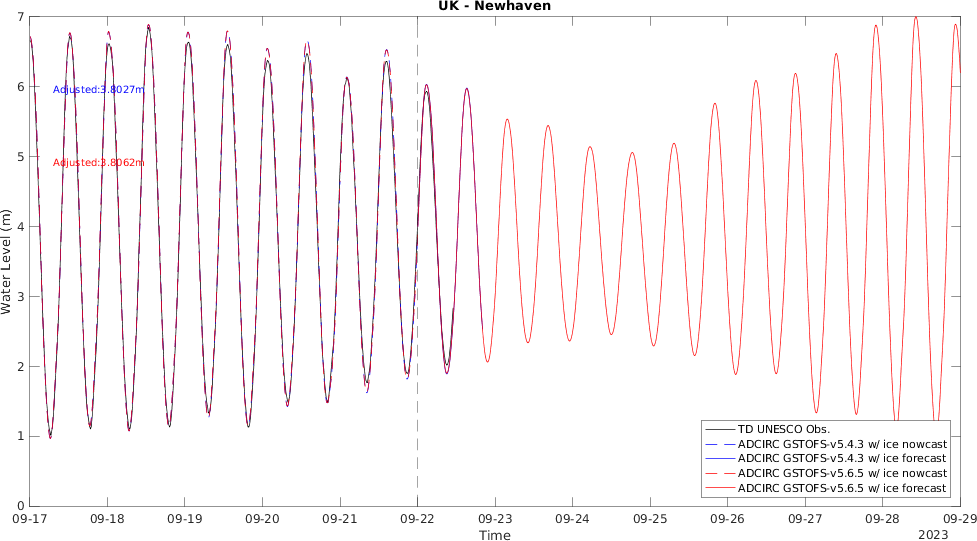 UK - Newhaven
7
6
5
4
3
2
1
0
Water Level (m)
Adjusted:3.8027m
Adjusted:3.8062m
TD UNESCO Obs.
ADCIRC GSTOFS-v5.4.3 w/ ice nowcast
ADCIRC GSTOFS-v5.4.3 w/ ice forecast
ADCIRC GSTOFS-v5.6.5 w/ ice nowcast
ADCIRC GSTOFS-v5.6.5 w/ ice forecast
09-17 09-18 09-19 09-20 09-21 09-22 09-23 09-24 09-25 09-26 09-27 09-28 09-29
Time
2023